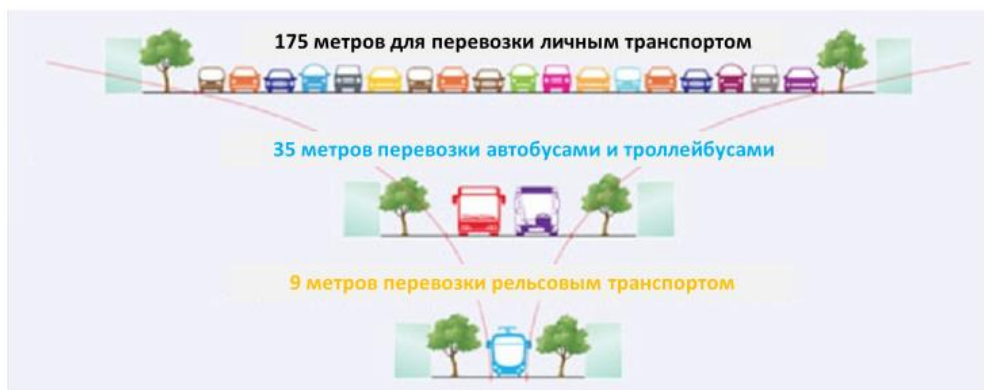 175 метров для перевозки личным транспортом
35 метров перевозки автобусами и троллейбусами
9 метров перевозки рельсовым транспортом